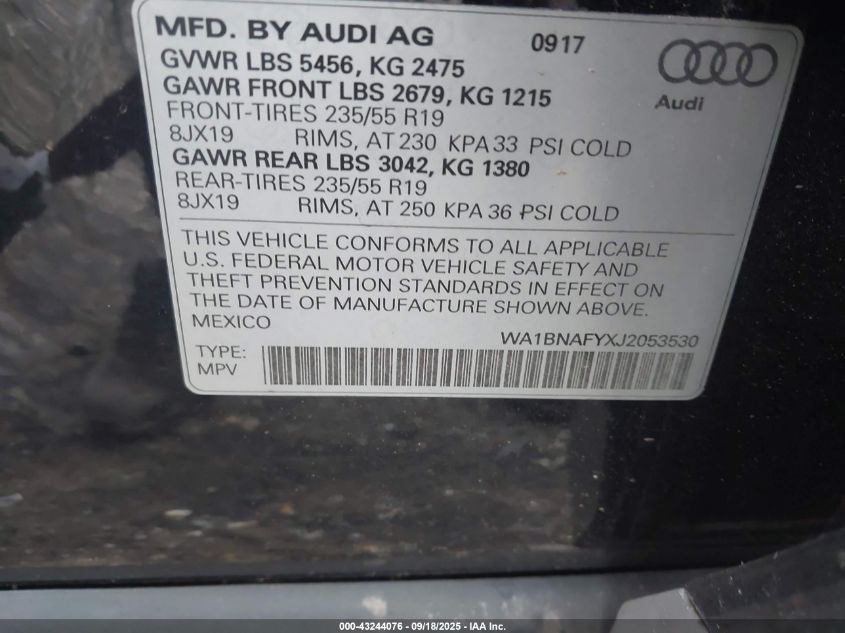 MFD. BY AUDI AG 0917
GVWR LBS 5456, KG 2475
GAWR FRONT LBS 2679, KG 1215
Audi
FRONT-TIRES 235/55 R19
8JX19 RIMS, AT 230 KPA 33 PSI COLD
GAWR REAR LBS 3042, KG 1380
REAR-TIRES 235/55 R19
8JX19 RIMS, AT 250 KPA 36 PSI COLD
THIS VEHICLE CONFORMS TO ALL APPLICABLE
U.S. FEDERAL MOTOR VEHICLE SAFETY AND
THEFT PREVENTION STANDARDS IN EFFECT ON
THE DATE OF MANUFACTURE SHOWN ABOVE.
MEXICO
WA1BNAFYXJ2053530
TYPE:
MPV
000-43244076 - 09/18/2025 - IAA Inc.